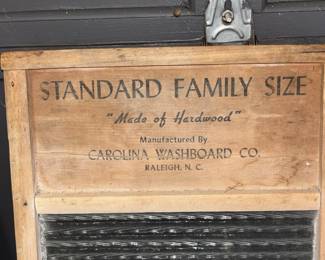 STANDARD FAMILY SIZE
"Made of Hardwood"
Manufactured By
CAROLINA WASHBOARD CO.
RALEIGH, N. C.